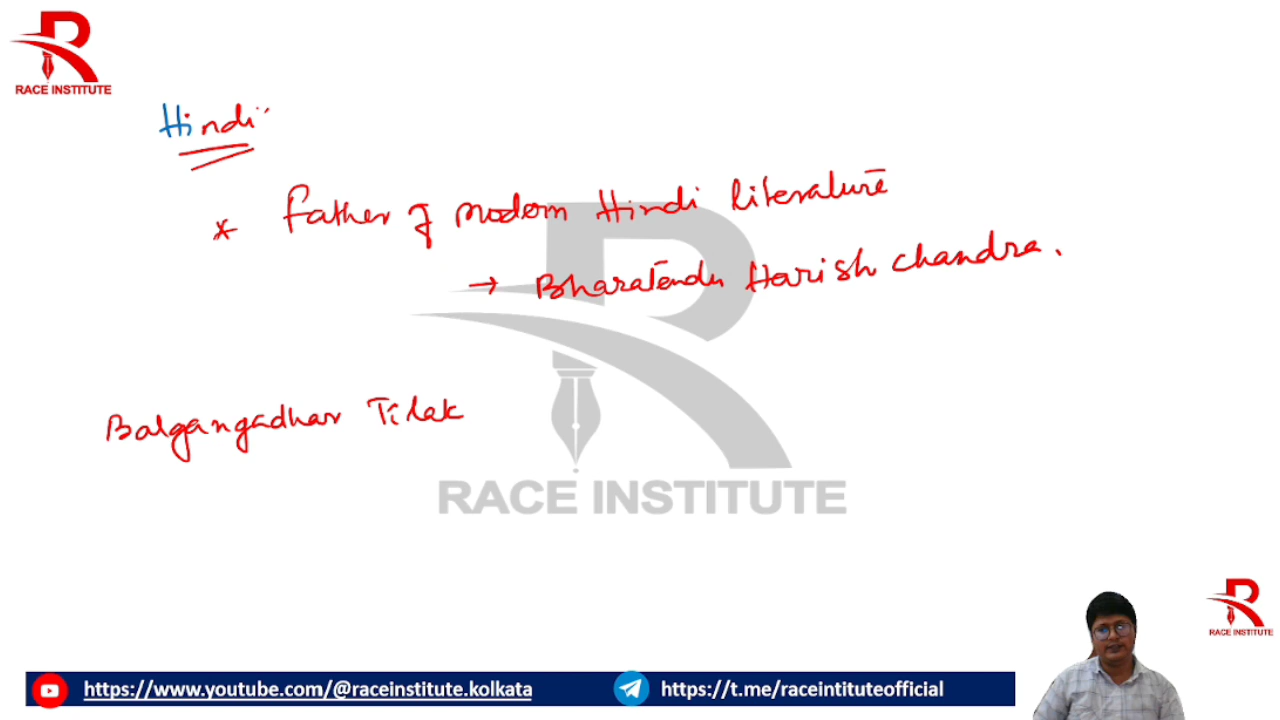 RACE INSTITUTE
Hindi
* Father of modern Hindi literature
→ Bharatendu Harish chandra.
Balgangadhar Tilak
RACE INSTITUTE
RACE INSTITUTE
https://www.youtube.com/@raceinstitute.kolkata
https://t.me/raceintituteofficial